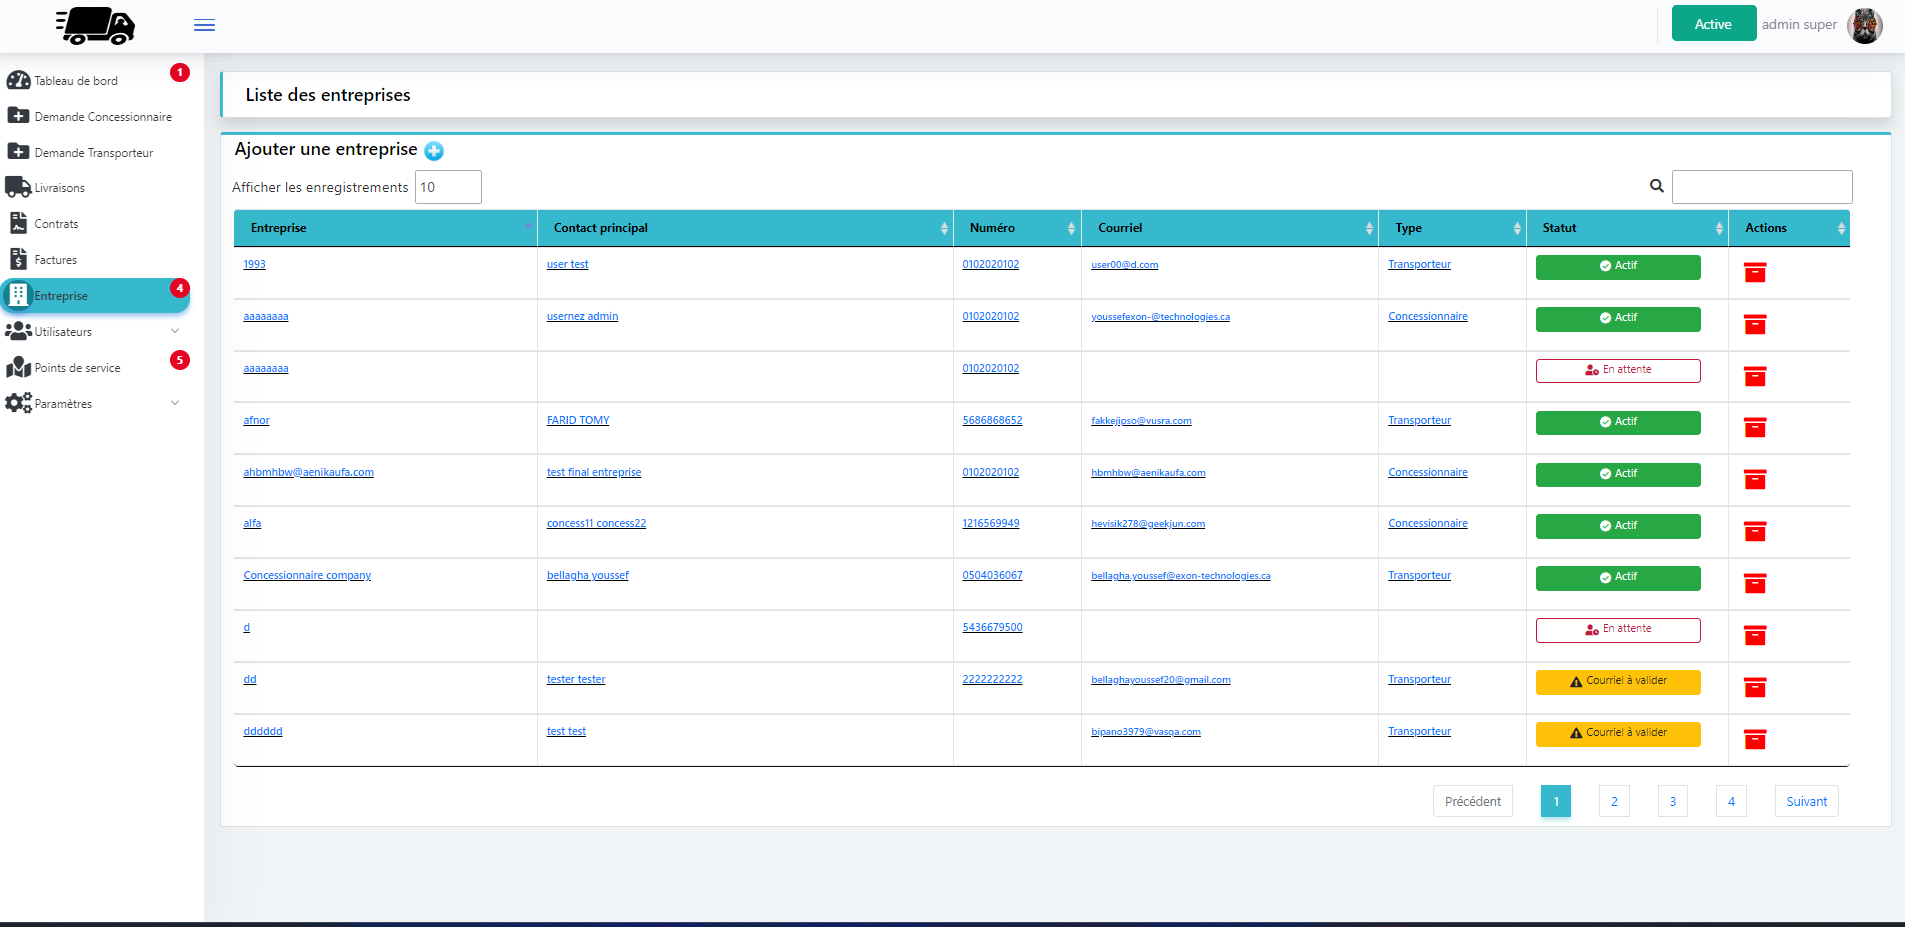 Active admin super
Tableau de bord 1
Demande Concessionnaire
Demande Transporteur
Livraisons
Contrats
Factures
Entreprise 4
Utilisateurs
Points de service 5
Paramètres
Liste des entreprises
Ajouter une entreprise
Afficher les enregistrements 10
Entreprise Contact principal Numéro Courriel Type Statut Actions
1993 user test 0102020102 user00@d.com Transporteur Actif
aaaaaaaa usernez admin 0102020102 youssefexon-@technologies.ca Concessionnaire Actif
aaaaaaaa 0102020102 En attente
afnor FARID TOMY 5686868652 fakkejipso@vusra.com Transporteur Actif
ahbmhbw@aenikaufa.com test final entreprise 0102020102 hbmhbw@aenikaufa.com Concessionnaire Actif
alfa concess11 concess22 1216569949 hevisik278@geekjun.com Concessionnaire Actif
Concessionnaire company bellagha youssef 0504036067 bellagha.youssef@exon-technologies.ca Transporteur Actif
d 5436679500 En attente
dd tester tester 2222222222 bellaghayoussef20@gmail.com Transporteur Courriel à valider
dddddd test test bipano3979@vasqa.com Transporteur Courriel à valider
Précédent 1 2 3 4 Suivant